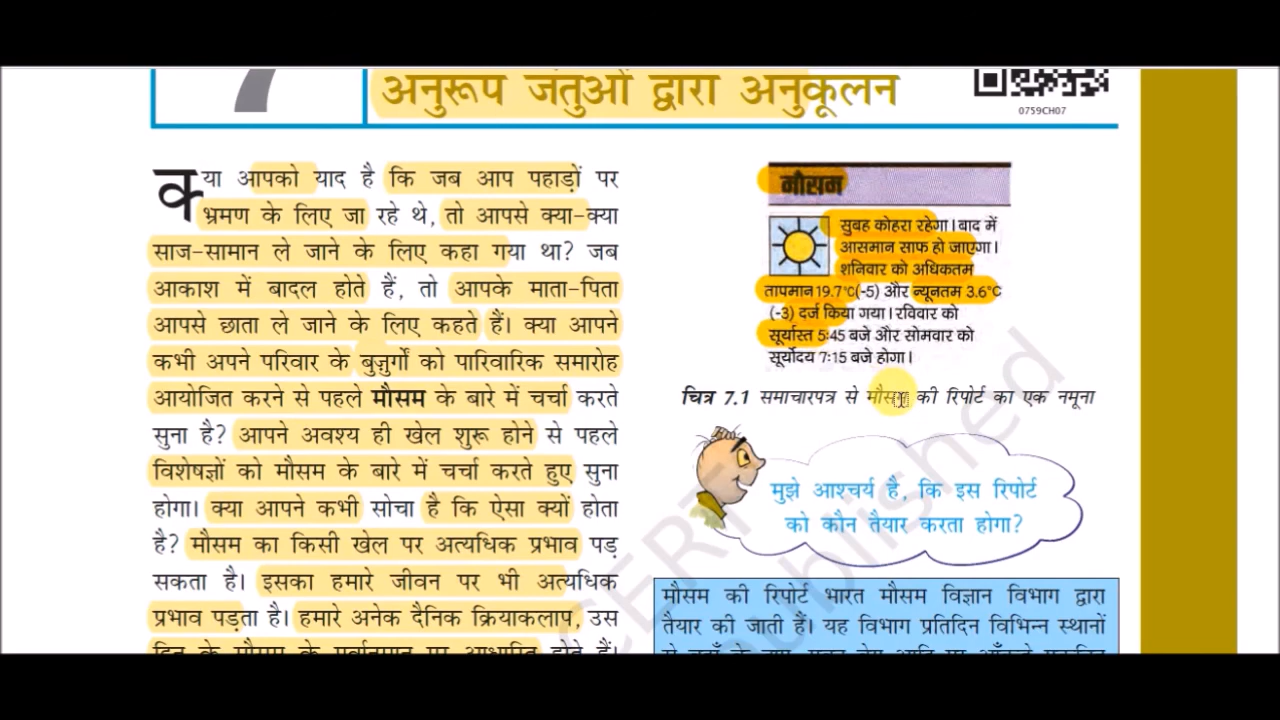 7
अनुरूप जंतुओं द्वारा अनुकूलन
0759CH07
क्या आपको याद है कि जब आप पहाड़ों पर
भ्रमण के लिए जा रहे थे, तो आपसे क्या-क्या
साज-सामान ले जाने के लिए कहा गया था? जब
आकाश में बादल होते हैं, तो आपके माता-पिता
आपसे छाता ले जाने के लिए कहते हैं। क्या आपने
कभी अपने परिवार के बुज़ुर्गों को पारिवारिक समारोह
आयोजित करने से पहले मौसम के बारे में चर्चा करते
सुना है? आपने अवश्य ही खेल शुरू होने से पहले
विशेषज्ञों को मौसम के बारे में चर्चा करते हुए सुना
होगा। क्या आपने कभी सोचा है कि ऐसा क्यों होता
है? मौसम का किसी खेल पर अत्यधिक प्रभाव पड़
सकता है। इसका हमारे जीवन पर भी अत्यधिक
प्रभाव पड़ता है। हमारे अनेक दैनिक क्रियाकलाप, उस
दिन के मौसम के पूर्वानुमान पर आधारित होते हैं।
मौसम
सुबह कोहरा रहेगा। बाद में
आसमान साफ हो जाएगा।
शनिवार को अधिकतम
तापमान 19.7°C (-5) और न्यूनतम 3.6°C
(-3) दर्ज किया गया। रविवार को
सूर्यास्त 5:45 बजे और सोमवार को
सूर्योदय 7:15 बजे होगा।
चित्र 7.1 समाचारपत्र से मौसम की रिपोर्ट का एक नमूना
मुझे आश्चर्य है, कि इस रिपोर्ट
को कौन तैयार करता होगा?
मौसम की रिपोर्ट भारत मौसम विज्ञान विभाग द्वारा
तैयार की जाती हैं। यह विभाग प्रतिदिन विभिन्न स्थानों